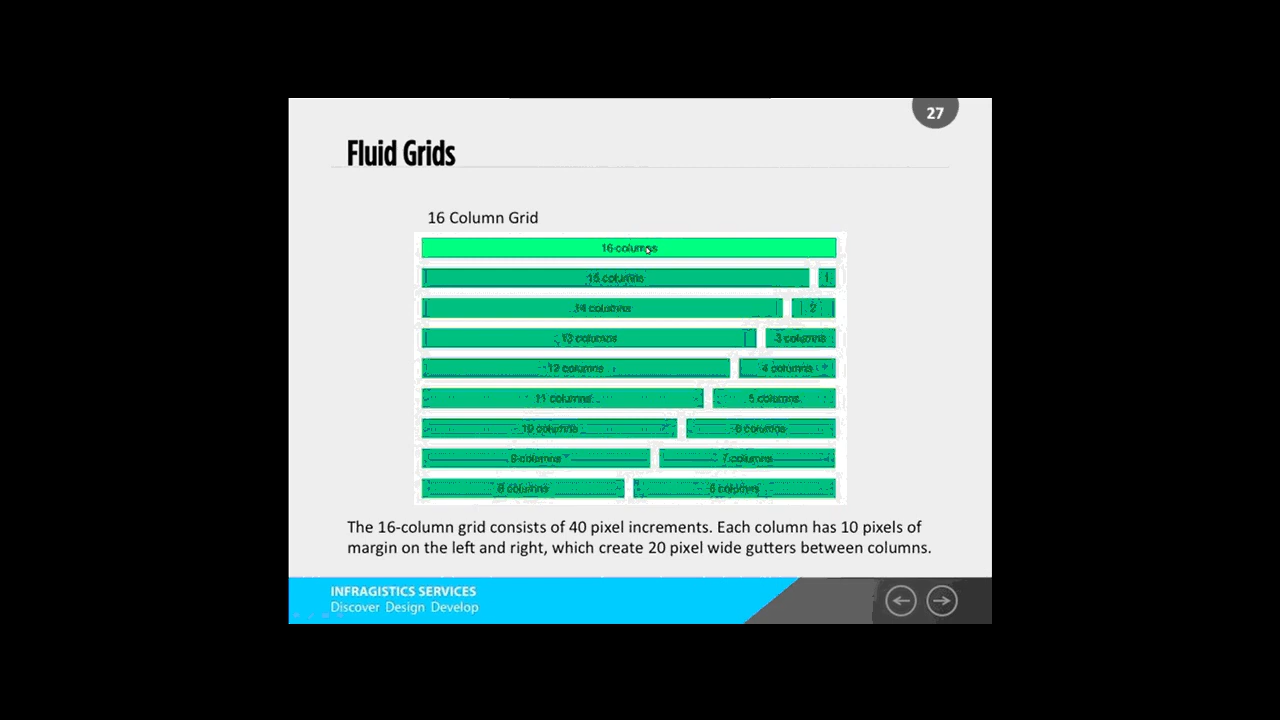 27
Fluid Grids
16 Column Grid
16 columns
15 columns 1
14 columns 2
13 columns 3 columns
12 columns 4 columns
11 columns 5 columns
10 columns 6 columns
9 columns 7 columns
8 columns columns
The 16-column grid consists of 40 pixel increments. Each column has 10 pixels of
margin on the left and right, which create 20 pixel wide gutters between columns.
INFRAGISTICS SERVICES
Discover Design Develop